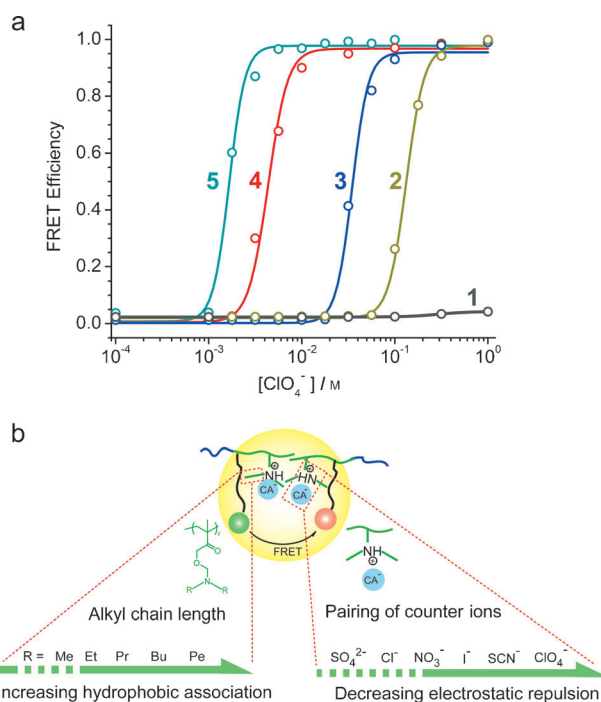 a
1.0
0.8
0.6
0.4
0.2
0.0
FRET Efficiency
5 4 3 2 1
10⁻⁴ 10⁻³ 10⁻² 10⁻¹ 10⁰
[ClO₄⁻] / M
b
NH ⊕ HN ⊕
CA⁻ CA⁻
FRET
O
O
N
R R
NH
⊕
CA⁻
Alkyl chain length
Pairing of counter ions
R = Me Et Pr Bu Pe
SO₄²⁻ Cl⁻ NO₃⁻ I⁻ SCN⁻ ClO₄⁻
ncreasing hydrophobic association
Decreasing electrostatic repulsion